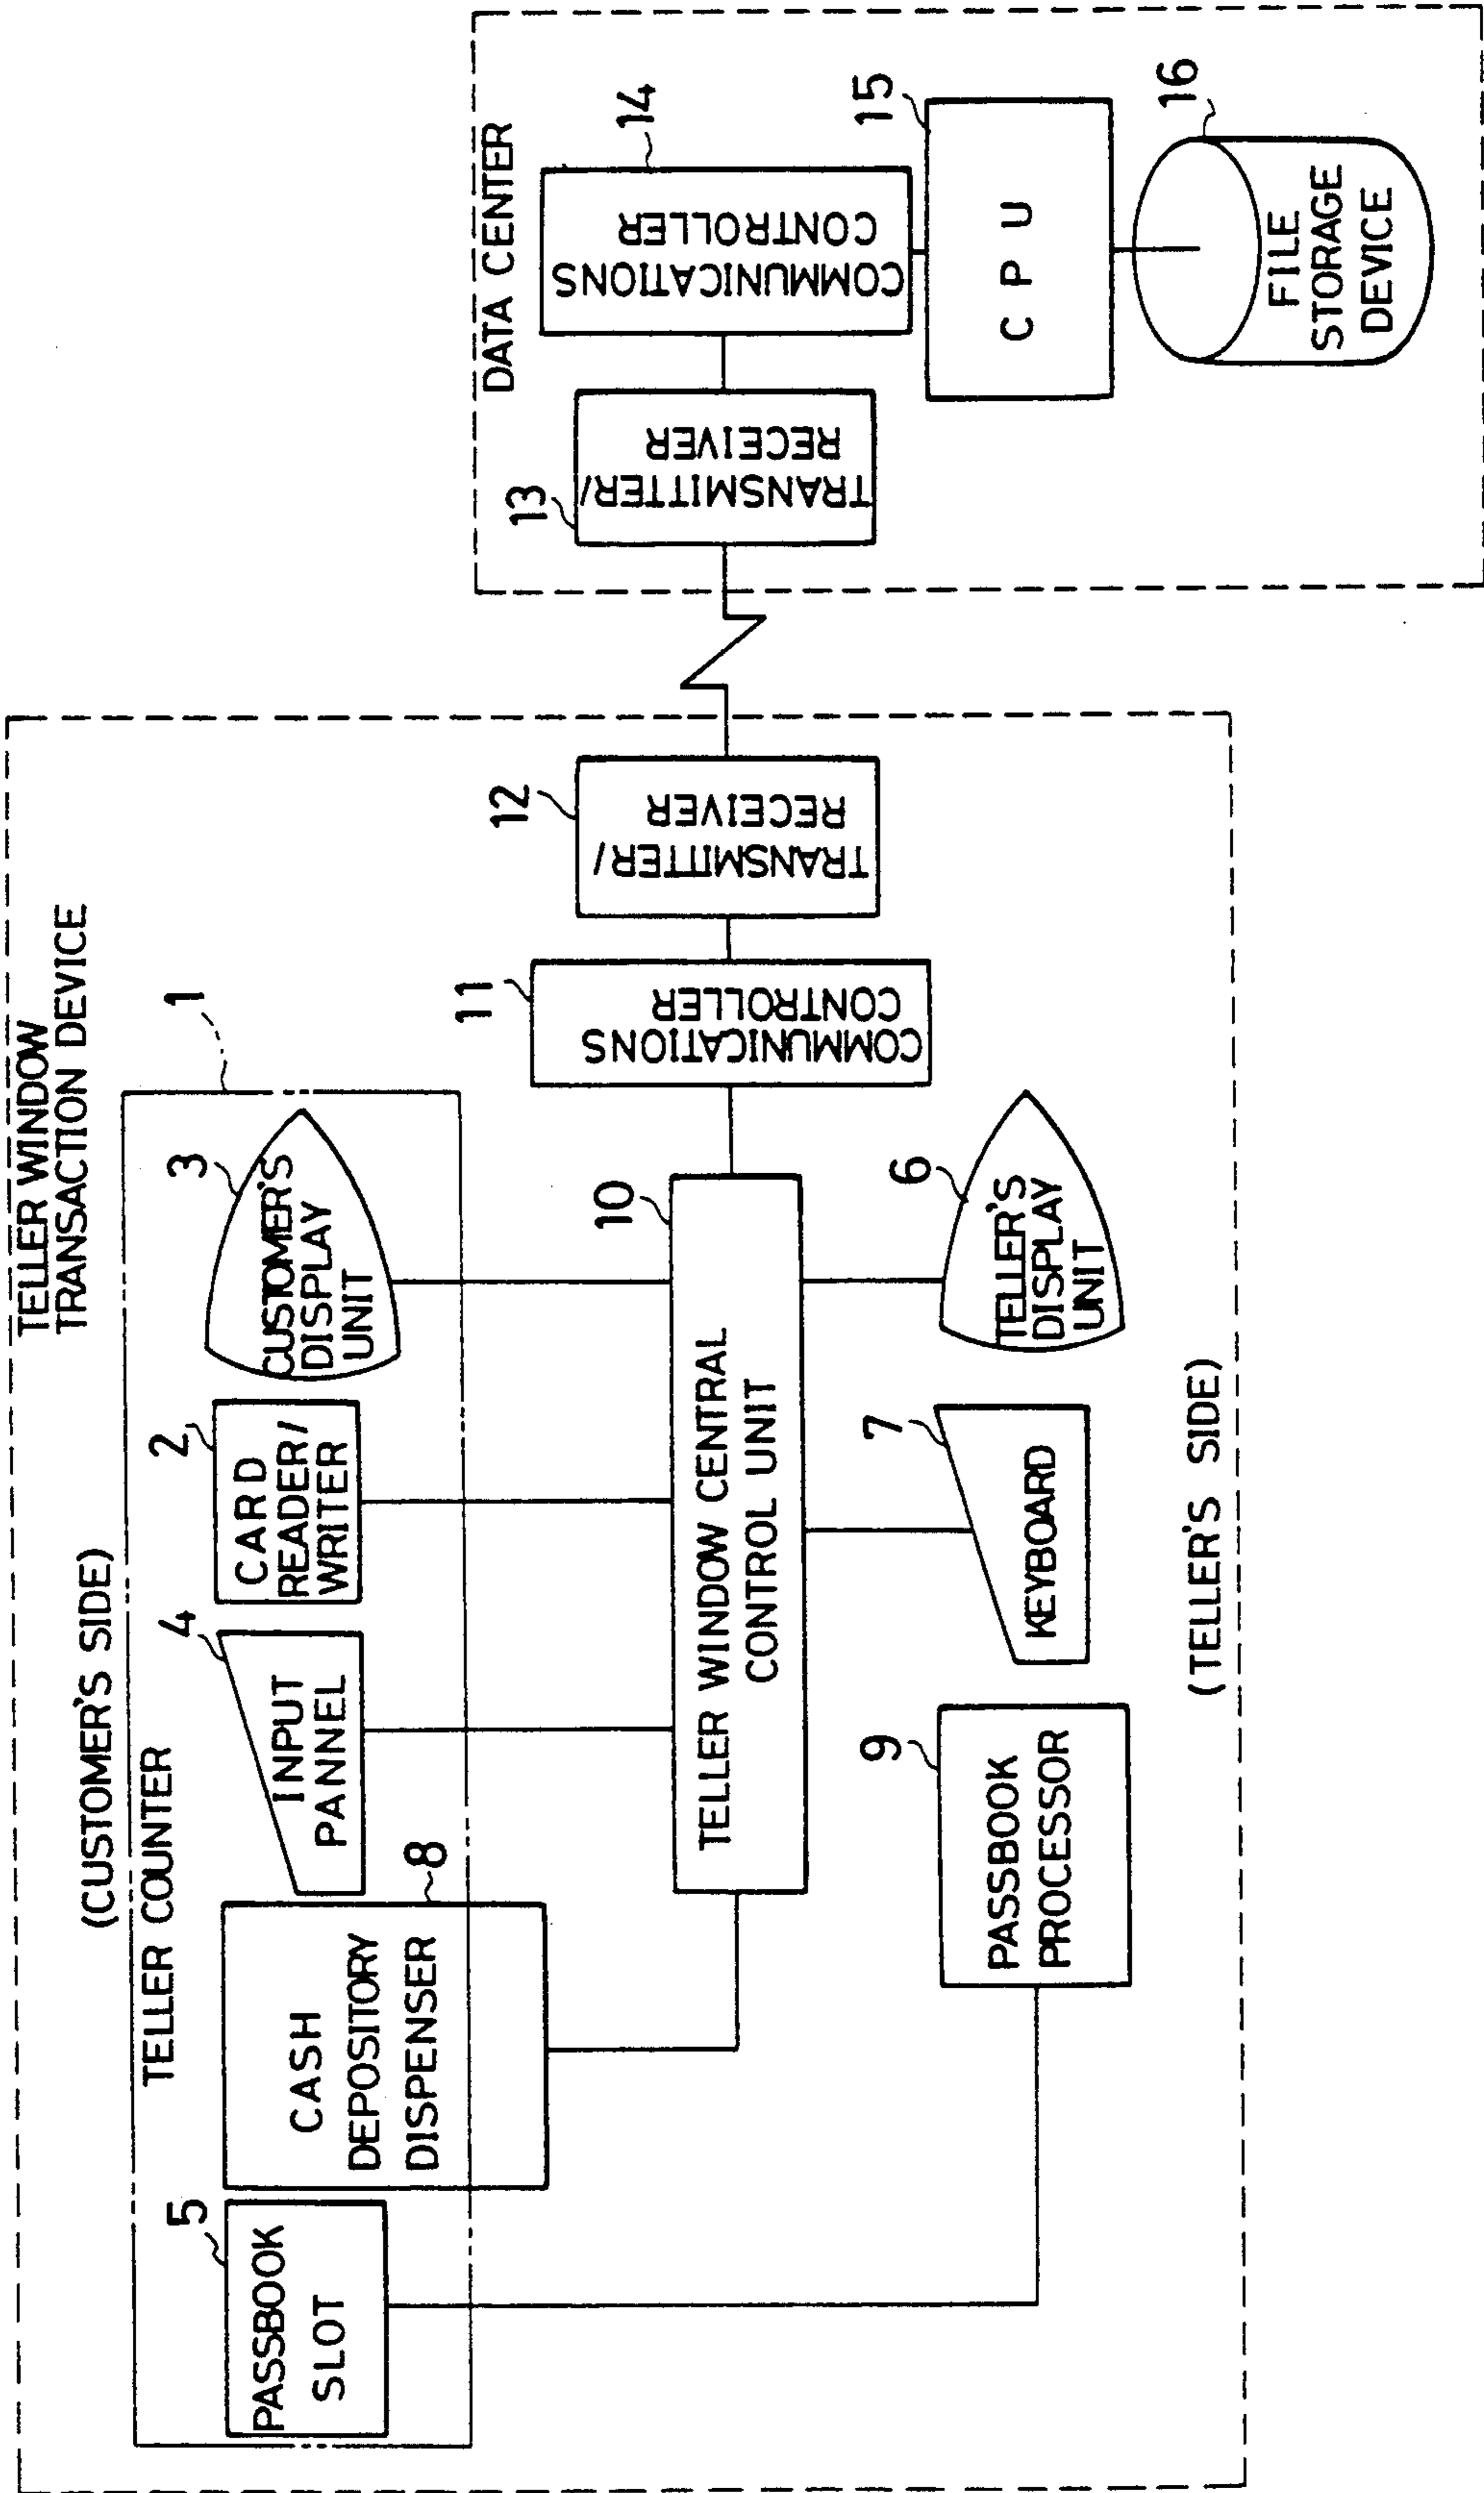 TELLER WINDOW
TRANSACTION DEVICE
(CUSTOMER'S SIDE)
TELLER COUNTER
1
5
PASSBOOK
SLOT
8
CASH
DEPOSITORY
DISPENSER
4
INPUT
PANNEL
2
CARD
READER/
WRITER
3
CUSTOMER'S
DISPLAY
UNIT
10
TELLER WINDOW CENTRAL
CONTROL UNIT
11
COMMUNICATIONS
CONTROLLER
12
TRANSMITTER/
RECEIVER
9
PASSBOOK
PROCESSOR
7
KEYBOARD
6
TELLER'S
DISPLAY
UNIT
(TELLER'S SIDE)
DATA CENTER
13
TRANSMITTER/
RECEIVER
14
COMMUNICATIONS
CONTROLLER
15
CPU
16
FILE
STORAGE
DEVICE